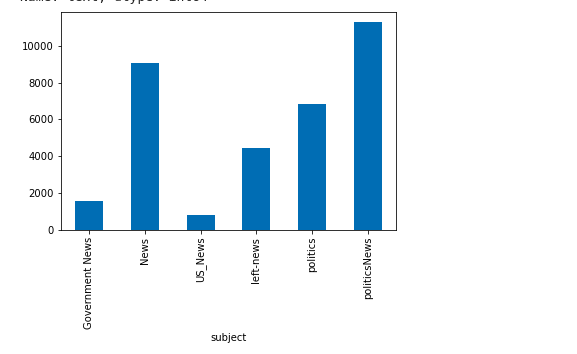 10000
8000
6000
4000
2000
0
Government News
News
US_News
left-news
politics
politicsNews
subject